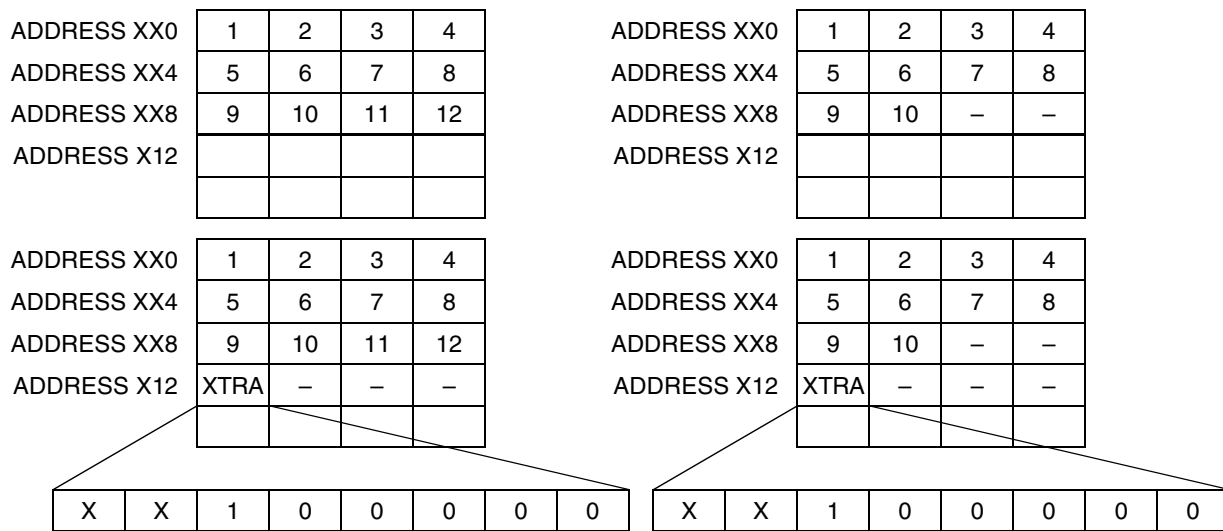 ADDRESS XX0 1 2 3 4 ADDRESS XX0 1 2 3 4
ADDRESS XX4 5 6 7 8 ADDRESS XX4 5 6 7 8
ADDRESS XX8 9 10 11 12 ADDRESS XX8 9 10 – –
ADDRESS X12 ADDRESS X12
ADDRESS XX0 1 2 3 4 ADDRESS XX0 1 2 3 4
ADDRESS XX4 5 6 7 8 ADDRESS XX4 5 6 7 8
ADDRESS XX8 9 10 11 12 ADDRESS XX8 9 10 – –
ADDRESS X12 XTRA – – – ADDRESS X12 XTRA – – –
X X 1 0 0 0 0 0 X X 1 0 0 0 0 0